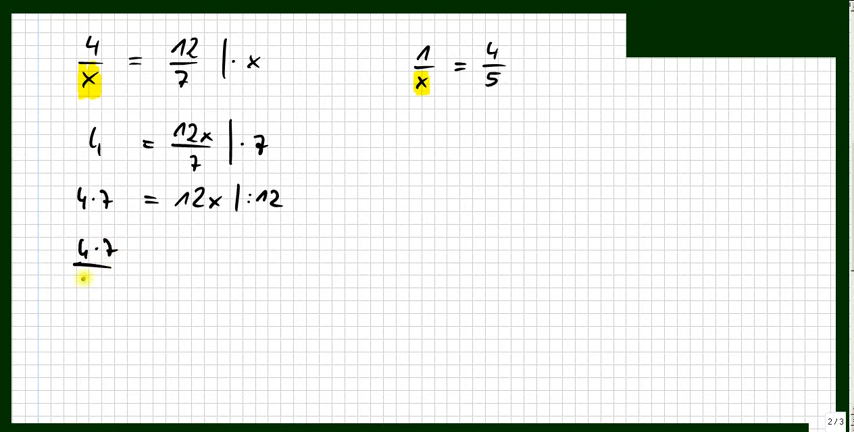 4/x = 12/7 | · x
4 = 12x/7 | · 7
4·7 = 12x | :12
4·7
1/x = 4/5
2/3